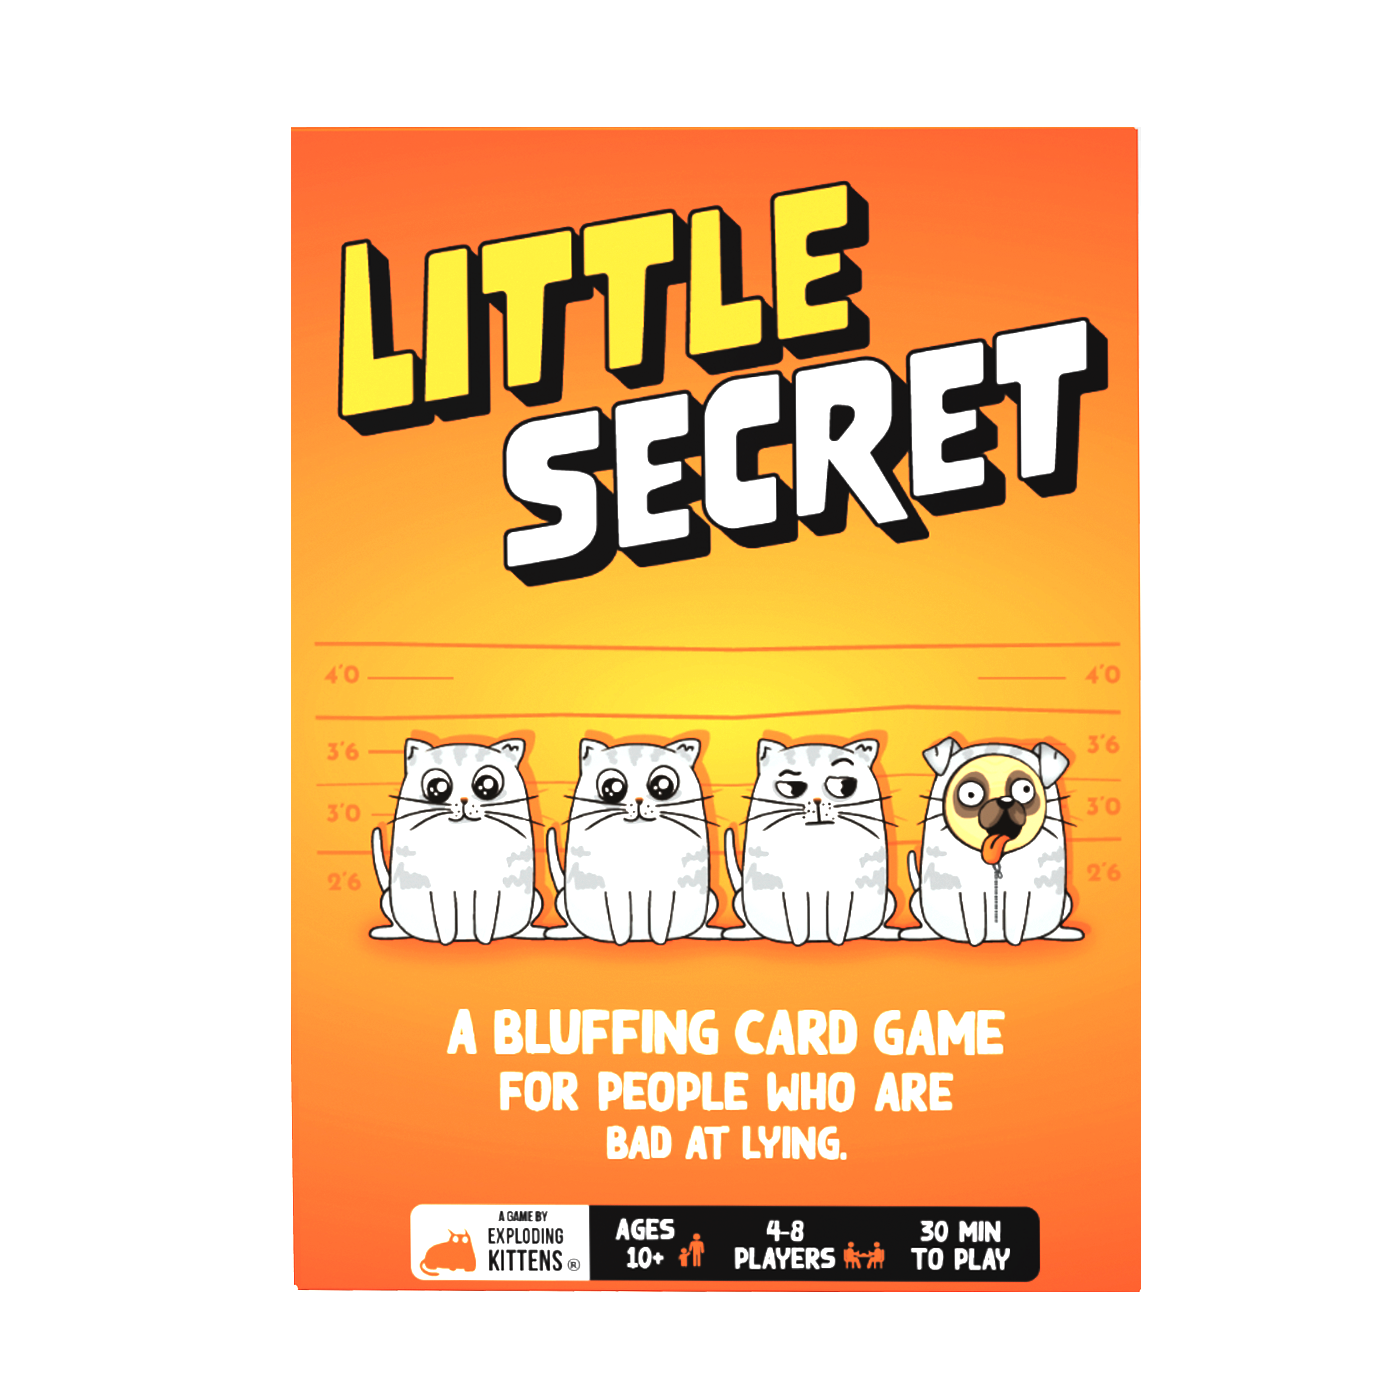 LITTLE
SECRET
4'0 4'0
3'6 3'6
3'0 3'0
2'6 2'6
A BLUFFING CARD GAME
FOR PEOPLE WHO ARE
BAD AT LYING.
A GAME BY
EXPLODING
KITTENS ®
AGES
10+
4-8
PLAYERS
30 MIN
TO PLAY